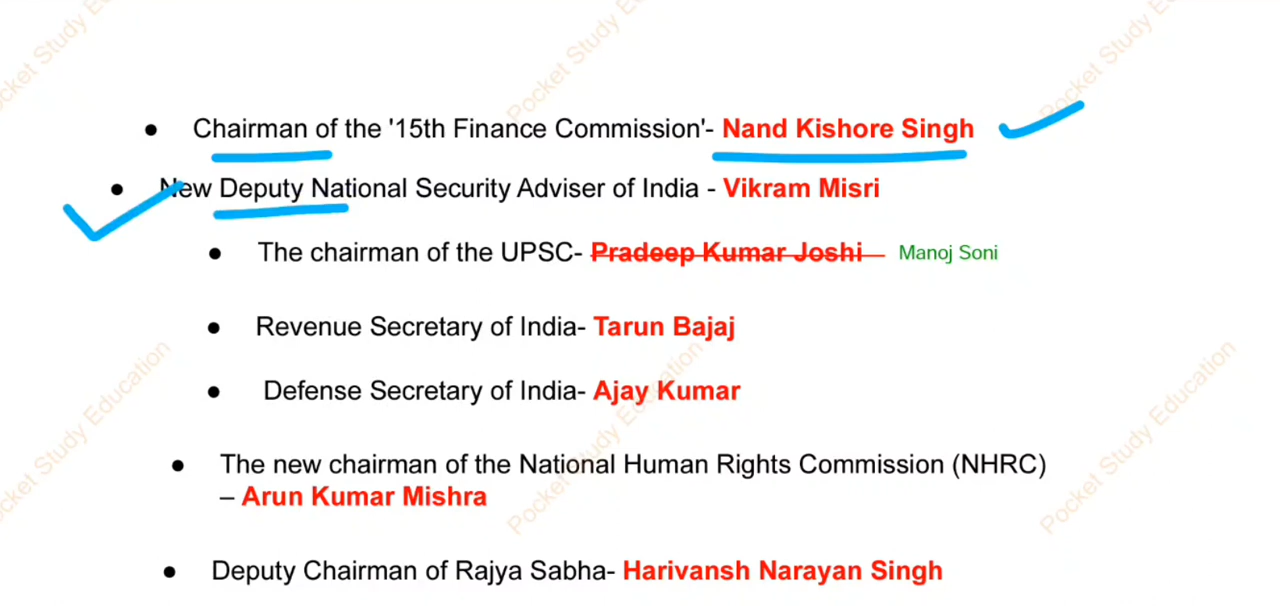 Chairman of the '15th Finance Commission'- Nand Kishore Singh
New Deputy National Security Adviser of India - Vikram Misri
The chairman of the UPSC- Pradeep Kumar Joshi Manoj Soni
Revenue Secretary of India- Tarun Bajaj
Defense Secretary of India- Ajay Kumar
The new chairman of the National Human Rights Commission (NHRC)
– Arun Kumar Mishra
Deputy Chairman of Rajya Sabha- Harivansh Narayan Singh
Pocket Study Education